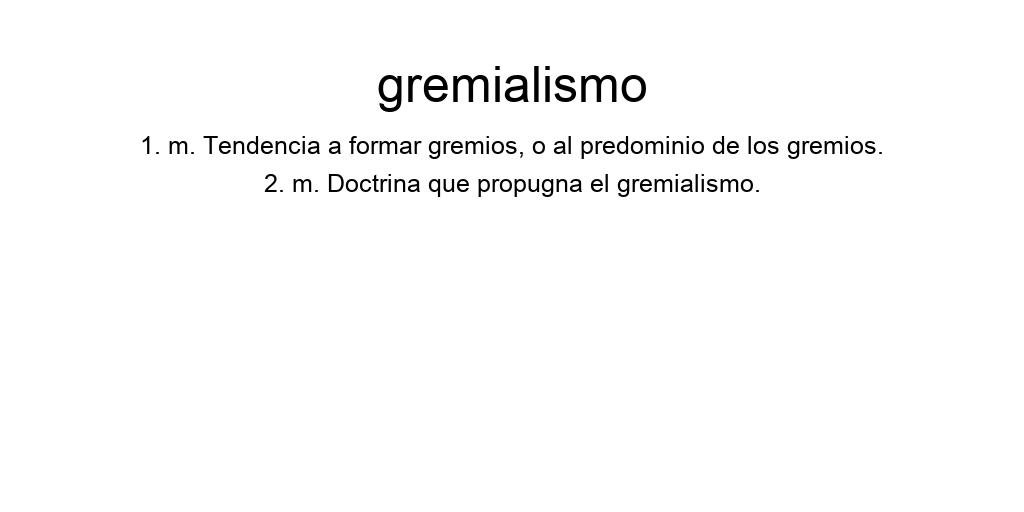 gremialismo
1. m. Tendencia a formar gremios, o al predominio de los gremios.
2. m. Doctrina que propugna el gremialismo.